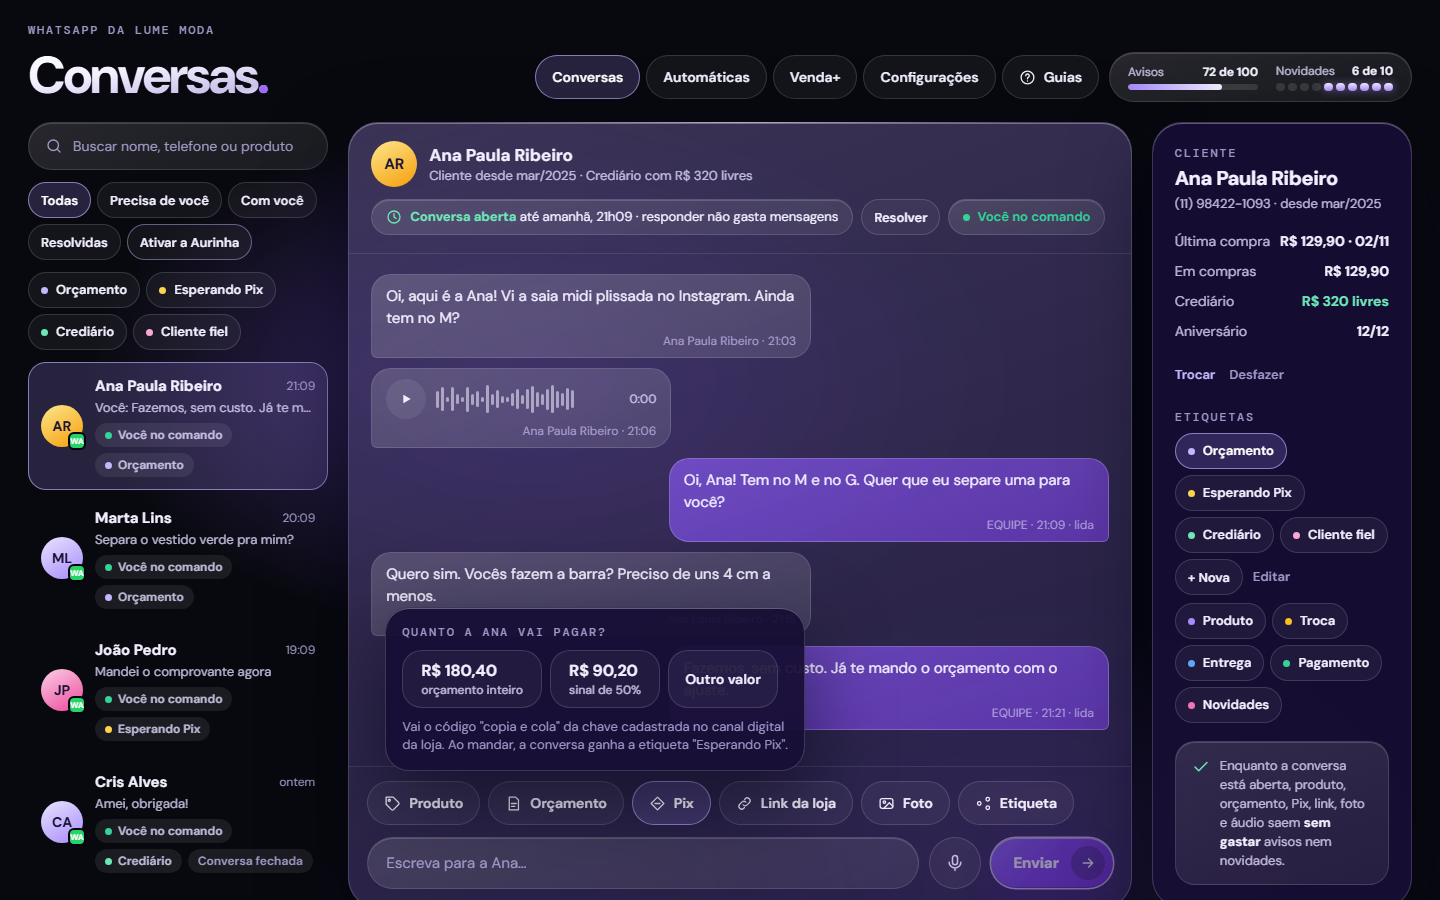 WHATSAPP DA LUME MODA
Conversas.
Conversas
Automáticas
Venda+
Configurações
Guias
Avisos 72 de 100
Novidades 6 de 10
Buscar nome, telefone ou produto
Todas
Precisa de você
Com você
Resolvidas
Ativar a Aurinha
Orçamento
Esperando Pix
Crediário
Cliente fiel
AR
WA
Ana Paula Ribeiro 21:09
Você: Fazemos, sem custo. Já te m...
Você no comando
Orçamento
ML
WA
Marta Lins 20:09
Separa o vestido verde pra mim?
Você no comando
Orçamento
JP
WA
João Pedro 19:09
Mandei o comprovante agora
Você no comando
Esperando Pix
CA
WA
Cris Alves ontem
Amei, obrigada!
Você no comando
Crediário
Conversa fechada
AR
Ana Paula Ribeiro
Cliente desde mar/2025 · Crediário com R$ 320 livres
Conversa aberta até amanhã, 21h09 · responder não gasta mensagens
Resolver
Você no comando
Oi, aqui é a Ana! Vi a saia midi plissada no Instagram. Ainda
tem no M?
Ana Paula Ribeiro · 21:03
0:00
Ana Paula Ribeiro · 21:06
Oi, Ana! Tem no M e no G. Quer que eu separe uma para
você?
EQUIPE · 21:09 · lida
Quero sim. Vocês fazem a barra? Preciso de uns 4 cm a
menos.
Fazemos, sem custo. Já te mando o orçamento com o
ajuste.
EQUIPE · 21:21 · lida
QUANTO A ANA VAI PAGAR?
R$ 180,40
orçamento inteiro
R$ 90,20
sinal de 50%
Outro valor
Vai o código "copia e cola" da chave cadastrada no canal digital
da loja. Ao mandar, a conversa ganha a etiqueta "Esperando Pix".
Produto
Orçamento
Pix
Link da loja
Foto
Etiqueta
Escreva para a Ana...
Enviar
CLIENTE
Ana Paula Ribeiro
(11) 98422-1093 · desde mar/2025
Última compra R$ 129,90 · 02/11
Em compras R$ 129,90
Crediário R$ 320 livres
Aniversário 12/12
Trocar Desfazer
ETIQUETAS
Orçamento
Esperando Pix
Crediário
Cliente fiel
+ Nova
Editar
Produto
Troca
Entrega
Pagamento
Novidades
Enquanto a conversa
está aberta, produto,
orçamento, Pix, link, foto
e áudio saem sem
gastar avisos nem
novidades.